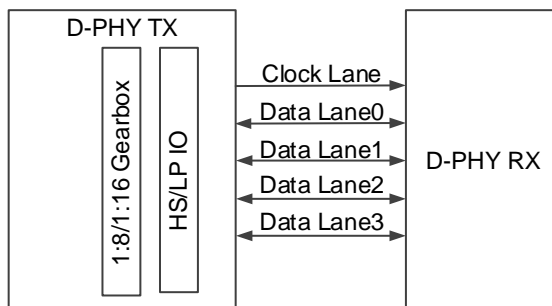 D-PHY TX
1:8/1:16 Gearbox
HS/LP IO
Clock Lane
Data Lane0
Data Lane1
Data Lane2
Data Lane3
D-PHY RX